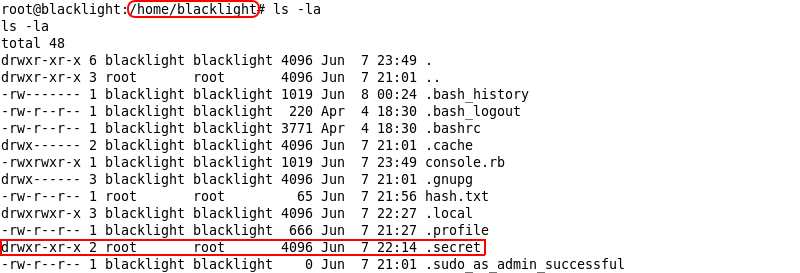 root@blacklight:/home/blacklight# ls -la
ls -la
total 48
drwxr-xr-x 6 blacklight blacklight 4096 Jun  7 23:49 .
drwxr-xr-x 3 root       root       4096 Jun  7 21:01 ..
-rw------- 1 blacklight blacklight 1019 Jun  8 00:24 .bash_history
-rw-r--r-- 1 blacklight blacklight  220 Apr  4 18:30 .bash_logout
-rw-r--r-- 1 blacklight blacklight 3771 Apr  4 18:30 .bashrc
drwx------ 2 blacklight blacklight 4096 Jun  7 21:01 .cache
-rwxrwxr-x 1 blacklight blacklight 1019 Jun  7 23:49 console.rb
drwx------ 3 blacklight blacklight 4096 Jun  7 21:01 .gnupg
-rw-r--r-- 1 root       root         65 Jun  7 21:56 hash.txt
drwxrwxr-x 3 blacklight blacklight 4096 Jun  7 22:27 .local
-rw-r--r-- 1 blacklight blacklight  666 Jun  7 21:27 .profile
drwxr-xr-x 2 root       root       4096 Jun  7 22:14 .secret
-rw-r--r-- 1 blacklight blacklight    0 Jun  7 21:01 .sudo_as_admin_successful